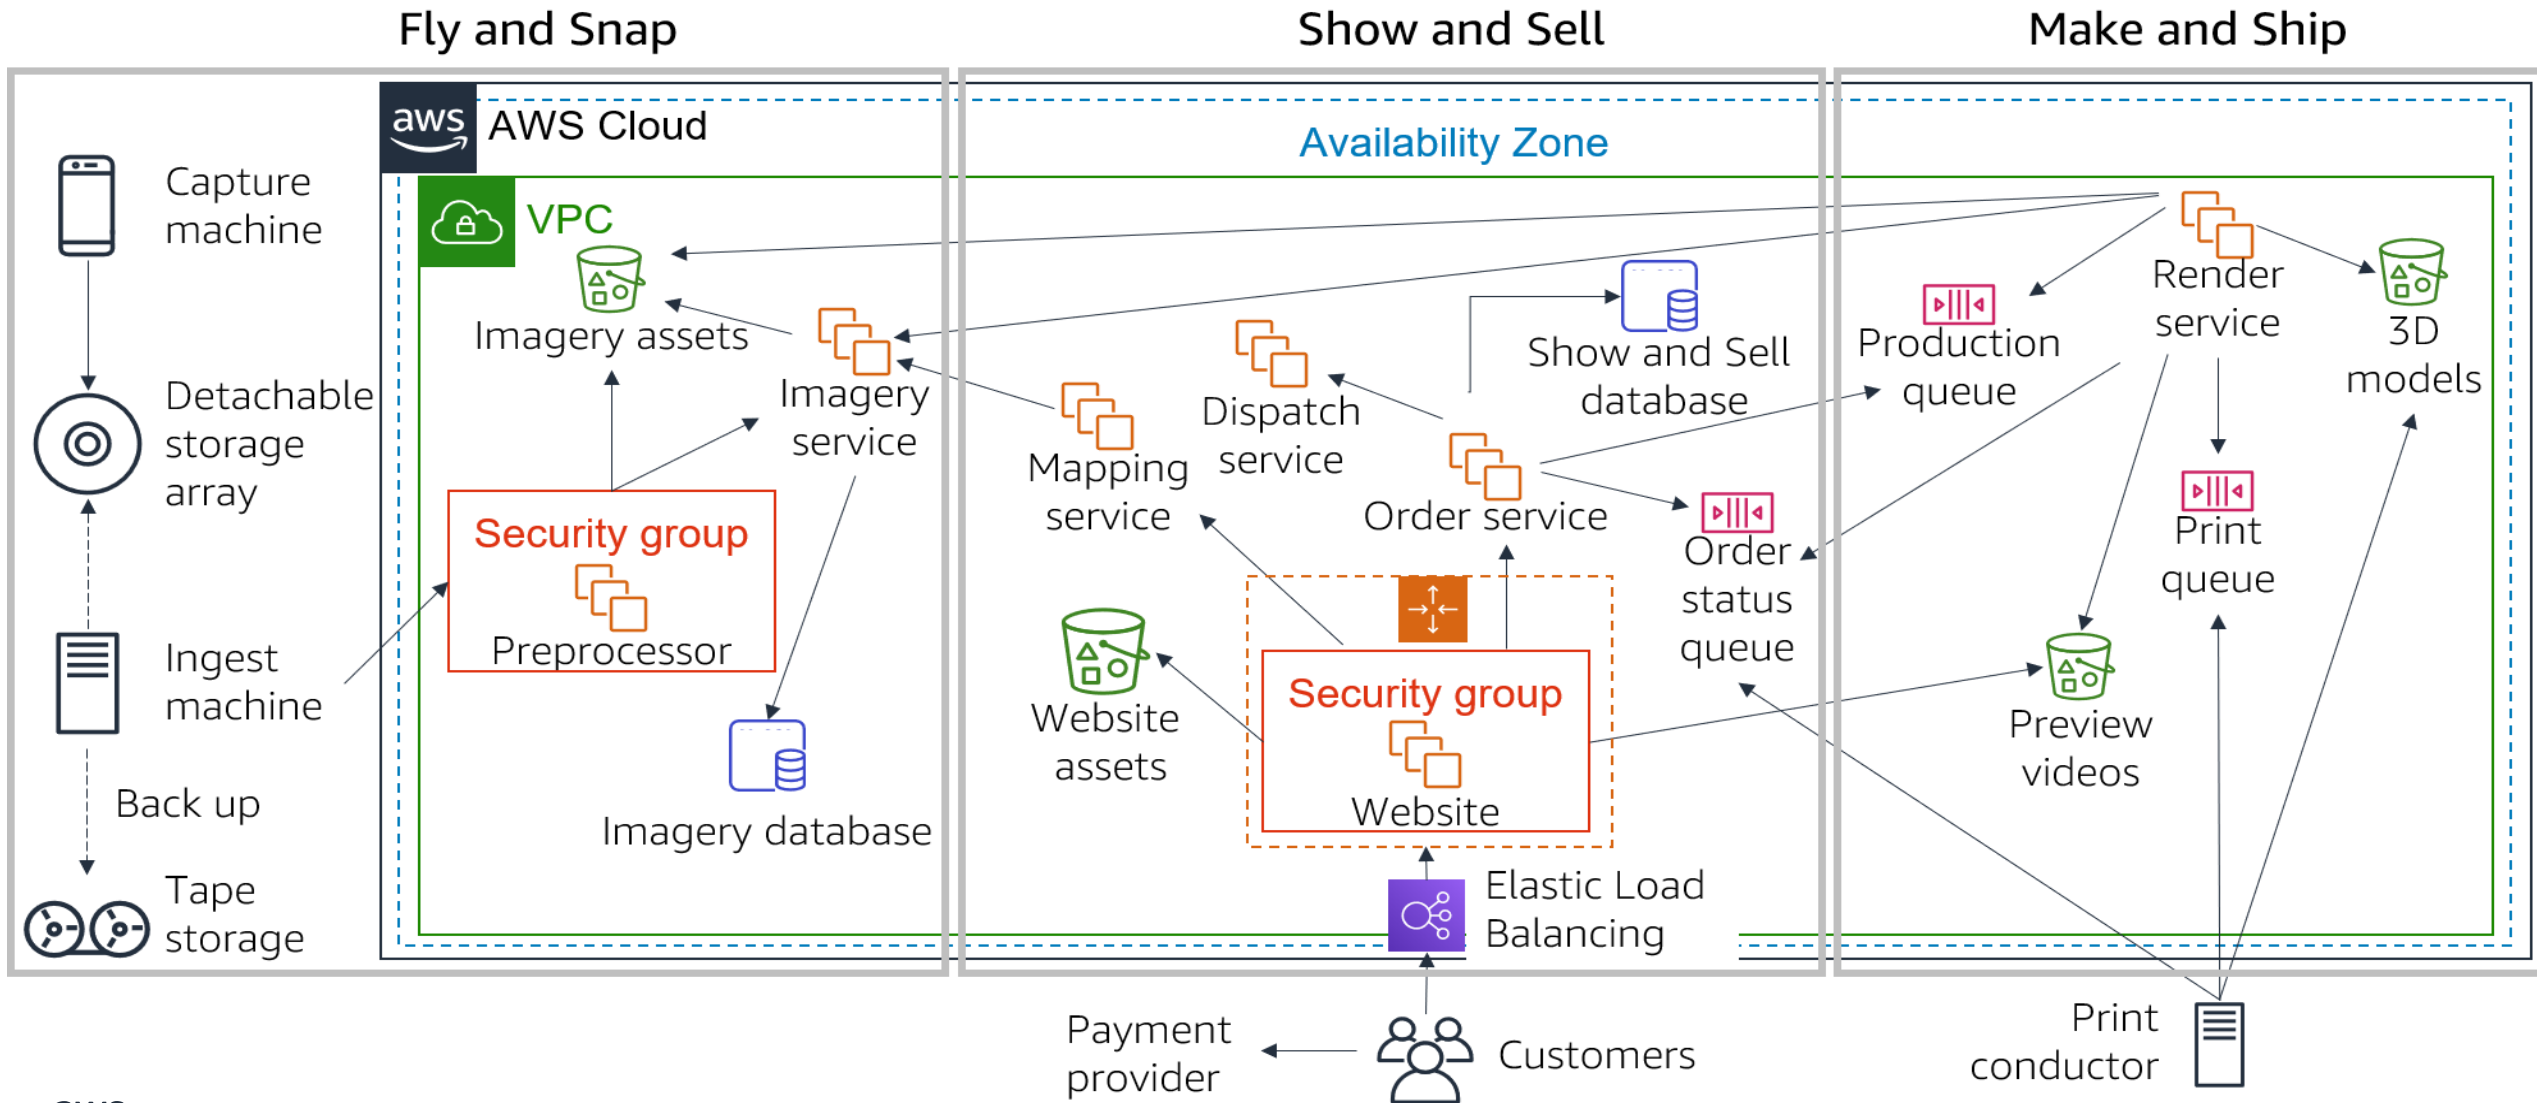 Fly and Snap
Show and Sell
Make and Ship
aws
AWS Cloud
Availability Zone
VPC
Capture
machine
Detachable
storage
array
Ingest
machine
Back up
Tape
storage
Imagery assets
Imagery
service
Security group
Preprocessor
Imagery database
Mapping
service
Dispatch
service
Show and Sell
database
Order service
Order
status
queue
Website
assets
Security group
Website
Elastic Load
Balancing
Production
queue
Render
service
3D
models
Print
queue
Preview
videos
Payment
provider
Customers
Print
conductor
aws